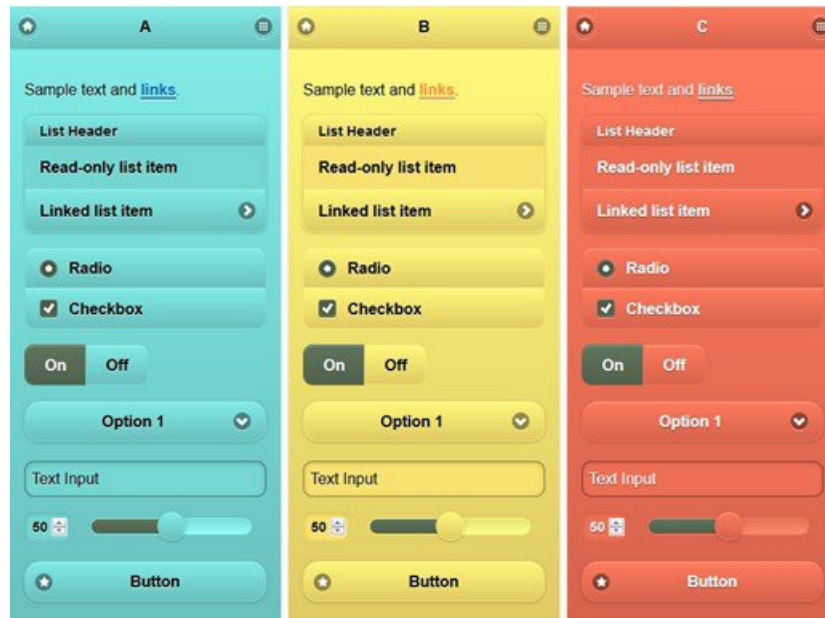 A
Sample text and links.
List Header
Read-only list item
Linked list item
Radio
Checkbox
On Off
Option 1
Text Input
50
Button
B
Sample text and links.
List Header
Read-only list item
Linked list item
Radio
Checkbox
On Off
Option 1
Text Input
50
Button
C
Sample text and links
List Header
Read-only list item
Linked list item
Radio
Checkbox
On Off
Option 1
Text Input
50
Button